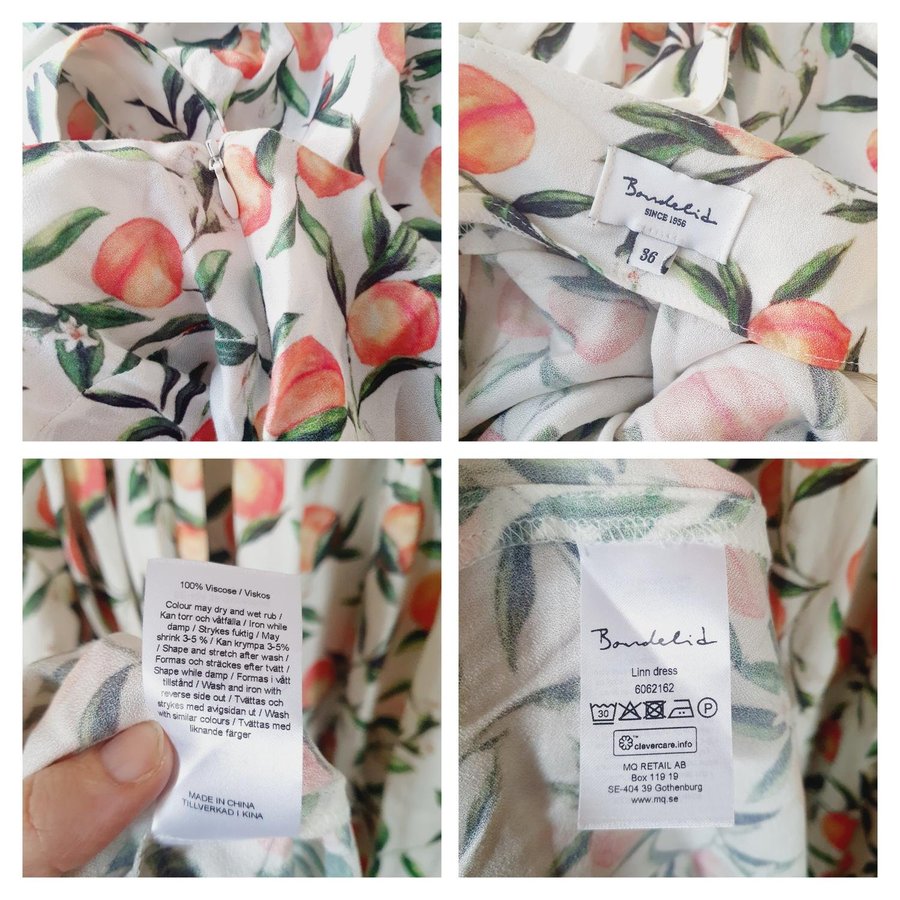 Bondelid
SINCE 1956
36
100% Viscose / Viskos
Colour may dry and wet rub /
Kan torr och våtfälla / Iron while
damp / Strykes fuktig / May
shrink 3-5 % / Kan krympa 3-5%
/ Shape and stretch after wash /
Formas och sträckes efter tvätt /
Shape while damp / Formas i vått
tillstånd / Wash and iron with
reverse side out / Tvättas och
strykes med avigsidan ut / Wash
with similar colours / Tvättas med
liknande färger
MADE IN CHINA
TILLVERKAD I KINA
Bondelid
Linn dress
6062162
30 P
clevercare.info
MQ RETAIL AB
Box 119 19
SE-404 39 Gothenburg
www.mq.se